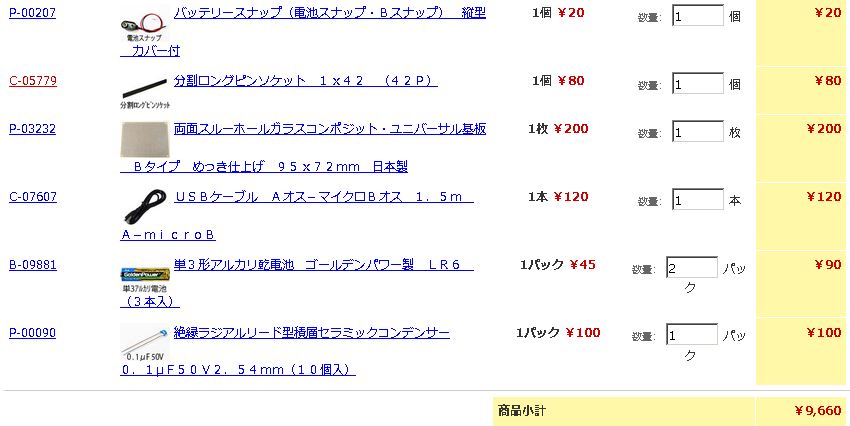 P-00207 バッテリースナップ（電池スナップ・Ｂスナップ） 縦型 1個 ¥20 数量: 1 個 ¥20
電池スナップ
カバー付
C-05779 分割ロングピンソケット １ｘ４２ （４２Ｐ） 1個 ¥80 数量: 1 個 ¥80
分割ロングピンソケット
P-03232 両面スルーホールガラスコンポジット・ユニバーサル基板 1枚 ¥200 数量: 1 枚 ¥200
Ｂタイプ めっき仕上げ ９５ｘ７２ｍｍ 日本製
C-07607 ＵＳＢケーブル Ａオス－マイクロＢオス １．５ｍ 1本 ¥120 数量: 1 本 ¥120
Ａ－ｍｉｃｒｏＢ
B-09881 単３形アルカリ乾電池 ゴールデンパワー製 ＬＲ６ 1パック ¥45 数量: 2 パッ ¥90
GoldenPower
ク
単3アルカリ電池
（３本入）
P-00090 絶縁ラジアルリード型積層セラミックコンデンサー 1パック ¥100 数量: 1 パッ ¥100
ク
0.1μF 50V
０．１μＦ５０Ｖ２．５４ｍｍ（１０個入）
商品小計 ¥9,660